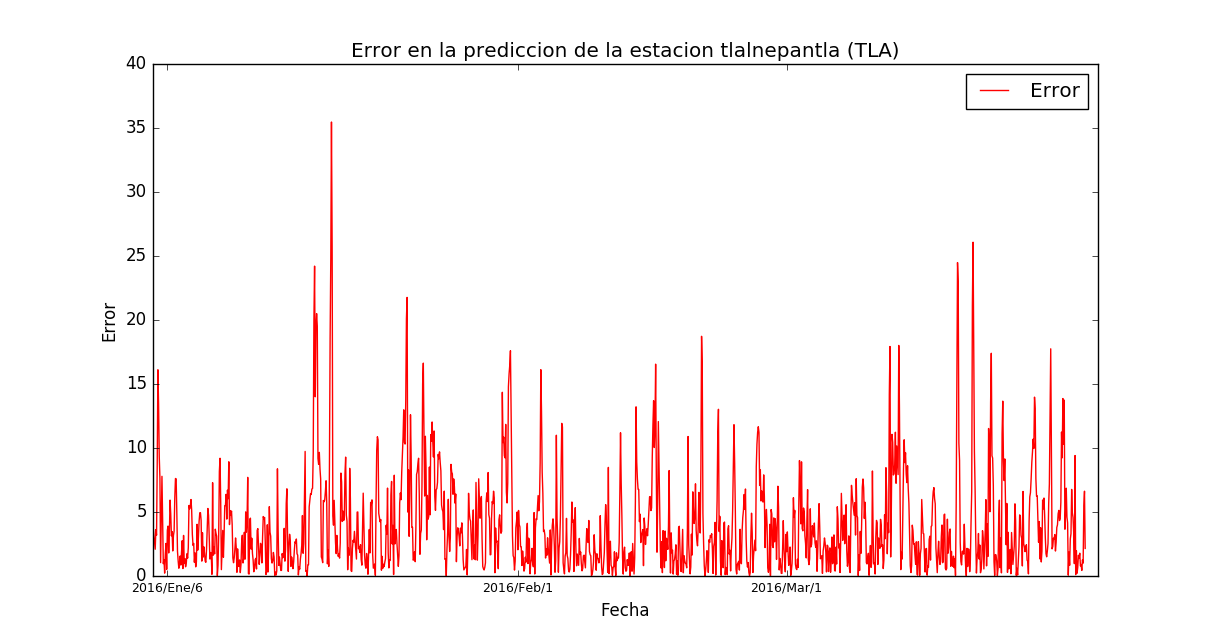 Error en la prediccion de la estacion tlalnepantla (TLA)
40
35
30
25
20
15
10
5
0
Error
Error
2016/Ene/6 2016/Feb/1 2016/Mar/1
Fecha